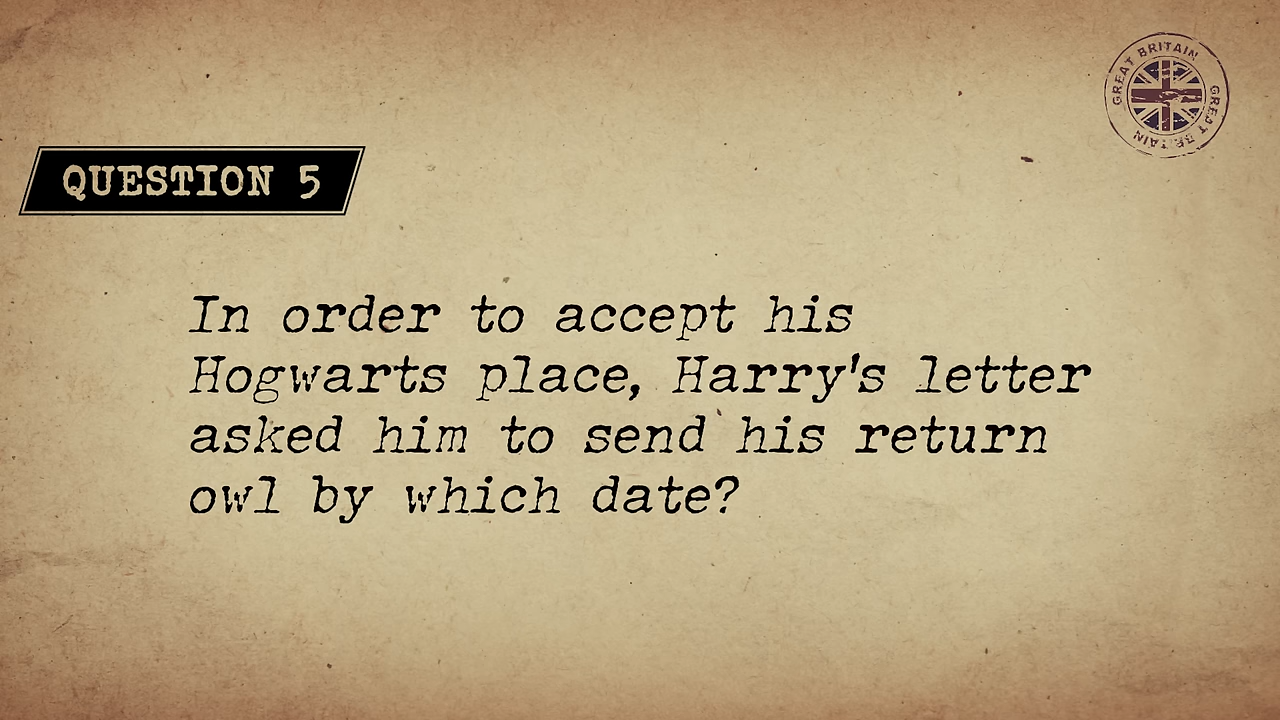 GREAT BRITAIN
GREAT BRITAIN
QUESTION 5
In order to accept his
Hogwarts place, Harry's letter
asked him to send his return
owl by which date?